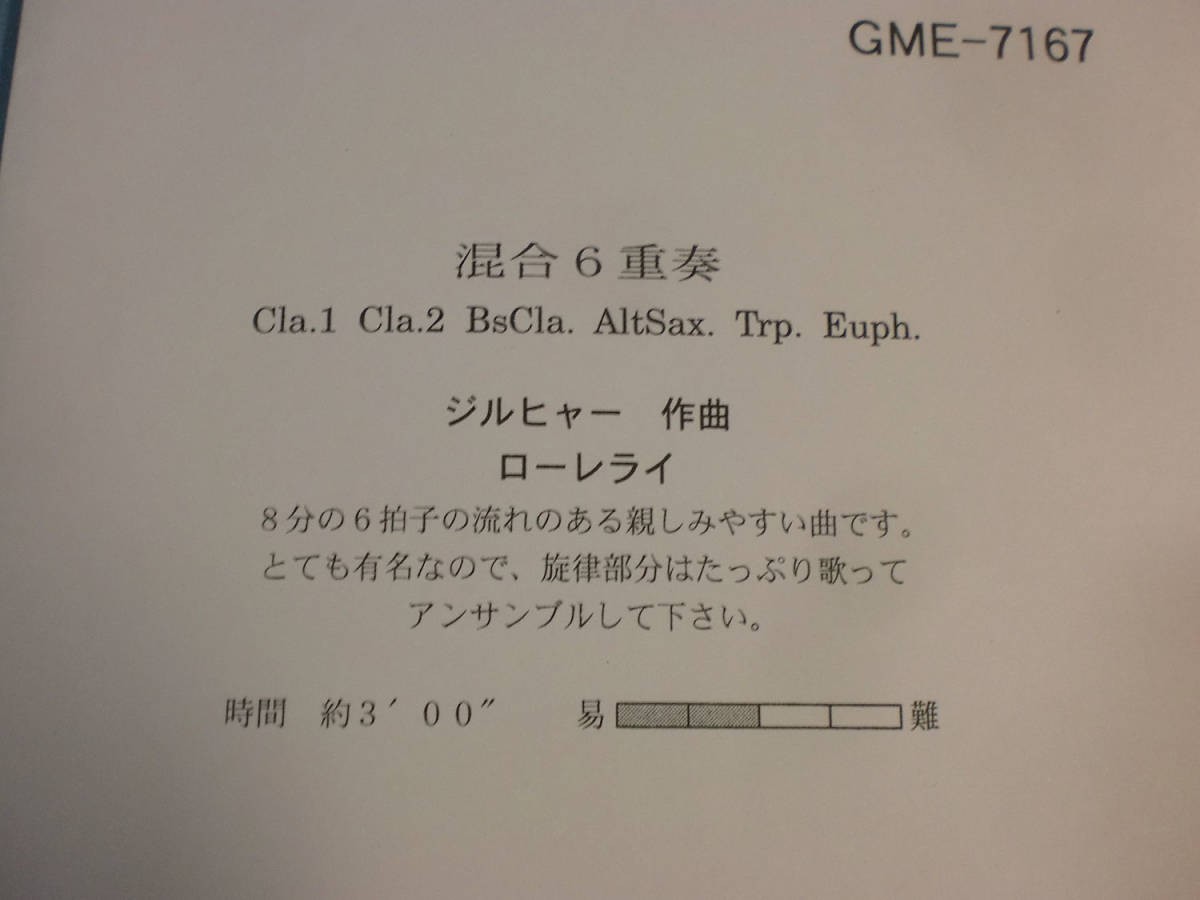 GME-7167
混合６重奏
Cla.1 Cla.2 BsCla. AltSax. Trp. Euph.
ジルヒャー　作曲
ローレライ
８分の６拍子の流れのある親しみやすい曲です。
とても有名なので、旋律部分はたっぷり歌って
アンサンブルして下さい。
時間　約３′００″　易　難